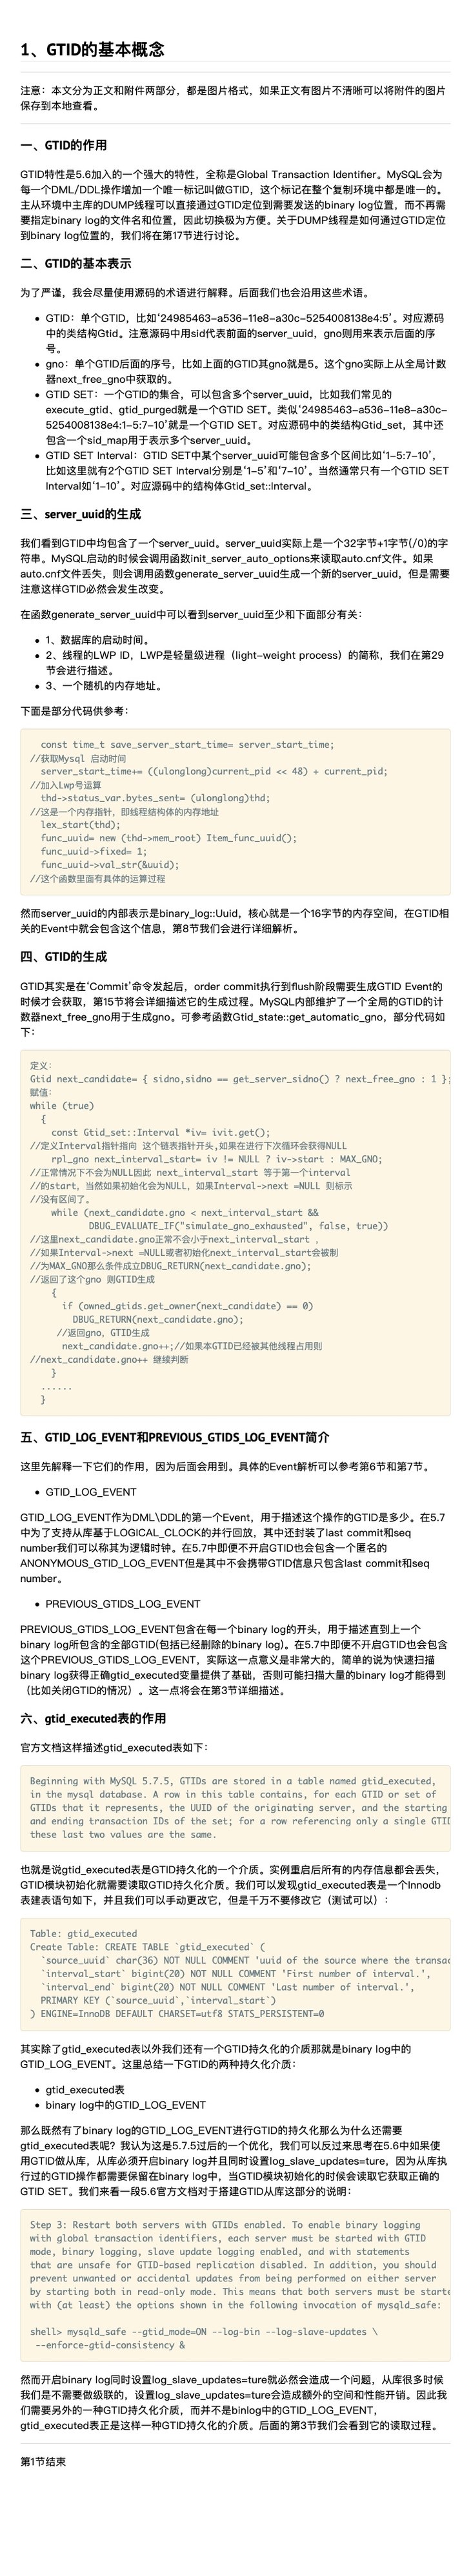 1、GTID的基本概念
注意：本文分为正文和附件两部分，都是图片格式，如果正文有图片不清晰可以将附件的图片
保存到本地查看。
一、GTID的作用
GTID特性是5.6加入的一个强大的特性，全称是Global Transaction Identifier。MySQL会为
每一个DML/DDL操作增加一个唯一标记叫做GTID，这个标记在整个复制环境中都是唯一的。
主从环境中主库的DUMP线程可以直接通过GTID定位到需要发送的binary log位置，而不再需
要指定binary log的文件名和位置，因此切换极为方便。关于DUMP线程是如何通过GTID定位
到binary log位置的，我们将在第17节进行讨论。
二、GTID的基本表示
为了严谨，我会尽量使用源码的术语进行解释。后面我们也会沿用这些术语。
• GTID：单个GTID，比如‘24985463-a536-11e8-a30c-5254008138e4:5’。对应源码
中的类结构Gtid。注意源码中用sid代表前面的server_uuid，gno则用来表示后面的序
号。
• gno：单个GTID后面的序号，比如上面的GTID其gno就是5。这个gno实际上从全局计数
器next_free_gno中获取的。
• GTID SET：一个GTID的集合，可以包含多个server_uuid，比如我们常见的
execute_gtid、gtid_purged就是一个GTID SET。类似‘24985463-a536-11e8-a30c-
5254008138e4:1-5:7-10’就是一个GTID SET。对应源码中的类结构Gtid_set，其中还
包含一个sid_map用于表示多个server_uuid。
• GTID SET Interval：GTID SET中某个server_uuid可能包含多个区间比如‘1-5:7-10’，
比如这里就有2个GTID SET Interval分别是‘1-5’和‘7-10’。当然通常只有一个GTID SET
Interval如‘1-10’。对应源码中的结构体Gtid_set::Interval。
三、server_uuid的生成
我们看到GTID中均包含了一个server_uuid。server_uuid实际上是一个32字节+1字节(/0)的字
符串。MySQL启动的时候会调用函数init_server_auto_options来读取auto.cnf文件。如果
auto.cnf文件丢失，则会调用函数generate_server_uuid生成一个新的server_uuid，但是需要
注意这样GTID必然会发生改变。
在函数generate_server_uuid中可以看到server_uuid至少和下面部分有关：
• 1、数据库的启动时间。
• 2、线程的LWP ID，LWP是轻量级进程（light-weight process）的简称，我们在第29
节会进行描述。
• 3、一个随机的内存地址。
下面是部分代码供参考：
const time_t save_server_start_time= server_start_time;
//获取Mysql 启动时间
server_start_time+= ((ulonglong)current_pid << 48) + current_pid;
//加入Lwp号运算
thd->status_var.bytes_sent= (ulonglong)thd;
//这是一个内存指针，即线程结构体的内存地址
lex_start(thd);
func_uuid= new (thd->mem_root) Item_func_uuid();
func_uuid->fixed= 1;
func_uuid->val_str(&uuid);
//这个函数里面有具体的运算过程
然而server_uuid的内部表示是binary_log::Uuid，核心就是一个16字节的内存空间，在GTID相
关的Event中就会包含这个信息，第8节我们会进行详细解析。
四、GTID的生成
GTID其实是在‘Commit’命令发起后，order commit执行到flush阶段需要生成GTID Event的
时候才会获取，第15节将会详细描述它的生成过程。MySQL内部维护了一个全局的GTID的计
数器next_free_gno用于生成gno。可参考函数Gtid_state::get_automatic_gno，部分代码如
下：
定义：
Gtid next_candidate= { sidno,sidno == get_server_sidno() ? next_free_gno : 1 };
赋值：
while (true)
{
const Gtid_set::Interval *iv= ivit.get();
//定义Interval指针指向 这个链表指针开头,如果在进行下次循环会获得NULL
rpl_gno next_interval_start= iv != NULL ? iv->start : MAX_GNO;
//正常情况下不会为NULL因此 next_interval_start 等于第一个interval
//的start，当然如果初始化会为NULL，如果Interval->next =NULL 则标示
//没有区间了。
while (next_candidate.gno < next_interval_start &&
DBUG_EVALUATE_IF("simulate_gno_exhausted", false, true))
//这里next_candidate.gno正常不会小于next_interval_start ，
//如果Interval->next =NULL或者初始化next_interval_start会被制
//为MAX_GNO那么条件成立DBUG_RETURN(next_candidate.gno);
//返回了这个gno 则GTID生成
{
if (owned_gtids.get_owner(next_candidate) == 0)
DBUG_RETURN(next_candidate.gno);
//返回gno，GTID生成
next_candidate.gno++;//如果本GTID已经被其他线程占用则
//next_candidate.gno++ 继续判断
}
......
}
五、GTID_LOG_EVENT和PREVIOUS_GTIDS_LOG_EVENT简介
这里先解释一下它们的作用，因为后面会用到。具体的Event解析可以参考第6节和第7节。
• GTID_LOG_EVENT
GTID_LOG_EVENT作为DML\DDL的第一个Event，用于描述这个操作的GTID是多少。在5.7
中为了支持从库基于LOGICAL_CLOCK的并行回放，其中还封装了last commit和seq
number我们可以称其为逻辑时钟。在5.7中即便不开启GTID也会包含一个匿名的
ANONYMOUS_GTID_LOG_EVENT但是其中不会携带GTID信息只包含last commit和seq
number。
• PREVIOUS_GTIDS_LOG_EVENT
PREVIOUS_GTIDS_LOG_EVENT包含在每一个binary log的开头，用于描述直到上一个
binary log所包含的全部GTID(包括已经删除的binary log)。在5.7中即便不开启GTID也会包含
这个PREVIOUS_GTIDS_LOG_EVENT，实际这一点意义是非常大的，简单的说为快速扫描
binary log获得正确gtid_executed变量提供了基础，否则可能扫描大量的binary log才能得到
（比如关闭GTID的情况）。这一点将会在第3节详细描述。
六、gtid_executed表的作用
官方文档这样描述gtid_executed表如下：
Beginning with MySQL 5.7.5, GTIDs are stored in a table named gtid_executed,
in the mysql database. A row in this table contains, for each GTID or set of
GTIDs that it represents, the UUID of the originating server, and the starting
and ending transaction IDs of the set; for a row referencing only a single GTID
these last two values are the same.
也就是说gtid_executed表是GTID持久化的一个介质。实例重启后所有的内存信息都会丢失，
GTID模块初始化就需要读取GTID持久化介质。我们可以发现gtid_executed表是一个Innodb
表建表语句如下，并且我们可以手动更改它，但是千万不要修改它（测试可以）：
Table: gtid_executed
Create Table: CREATE TABLE `gtid_executed` (
`source_uuid` char(36) NOT NULL COMMENT 'uuid of the source where the transac
`interval_start` bigint(20) NOT NULL COMMENT 'First number of interval.',
`interval_end` bigint(20) NOT NULL COMMENT 'Last number of interval.',
PRIMARY KEY (`source_uuid`,`interval_start`)
) ENGINE=InnoDB DEFAULT CHARSET=utf8 STATS_PERSISTENT=0
其实除了gtid_executed表以外我们还有一个GTID持久化的介质那就是binary log中的
GTID_LOG_EVENT。这里总结一下GTID的两种持久化介质：
• gtid_executed表
• binary log中的GTID_LOG_EVENT
那么既然有了binary log的GTID_LOG_EVENT进行GTID的持久化那么为什么还需要
gtid_executed表呢？我认为这是5.7.5过后的一个优化，我们可以反过来思考在5.6中如果使
用GTID做从库，从库必须开启binary log并且同时设置log_slave_updates=ture，因为从库执
行过的GTID操作都需要保留在binary log中，当GTID模块初始化的时候会读取它获取正确的
GTID SET。我们来看一段5.6官方文档对于搭建GTID从库这部分的说明：
Step 3: Restart both servers with GTIDs enabled. To enable binary logging
with global transaction identifiers, each server must be started with GTID
mode, binary logging, slave update logging enabled, and with statements
that are unsafe for GTID-based replication disabled. In addition, you should
prevent unwanted or accidental updates from being performed on either server
by starting both in read-only mode. This means that both servers must be starte
with (at least) the options shown in the following invocation of mysqld_safe:
shell> mysqld_safe --gtid_mode=ON --log-bin --log-slave-updates \
--enforce-gtid-consistency &
然而开启binary log同时设置log_slave_updates=ture就必然会造成一个问题，从库很多时候
我们是不需要做级联的，设置log_slave_updates=ture会造成额外的空间和性能开销。因此我
们需要另外的一种GTID持久化介质，而并不是binlog中的GTID_LOG_EVENT，
gtid_executed表正是这样一种GTID持久化的介质。后面的第3节我们会看到它的读取过程。
第1节结束